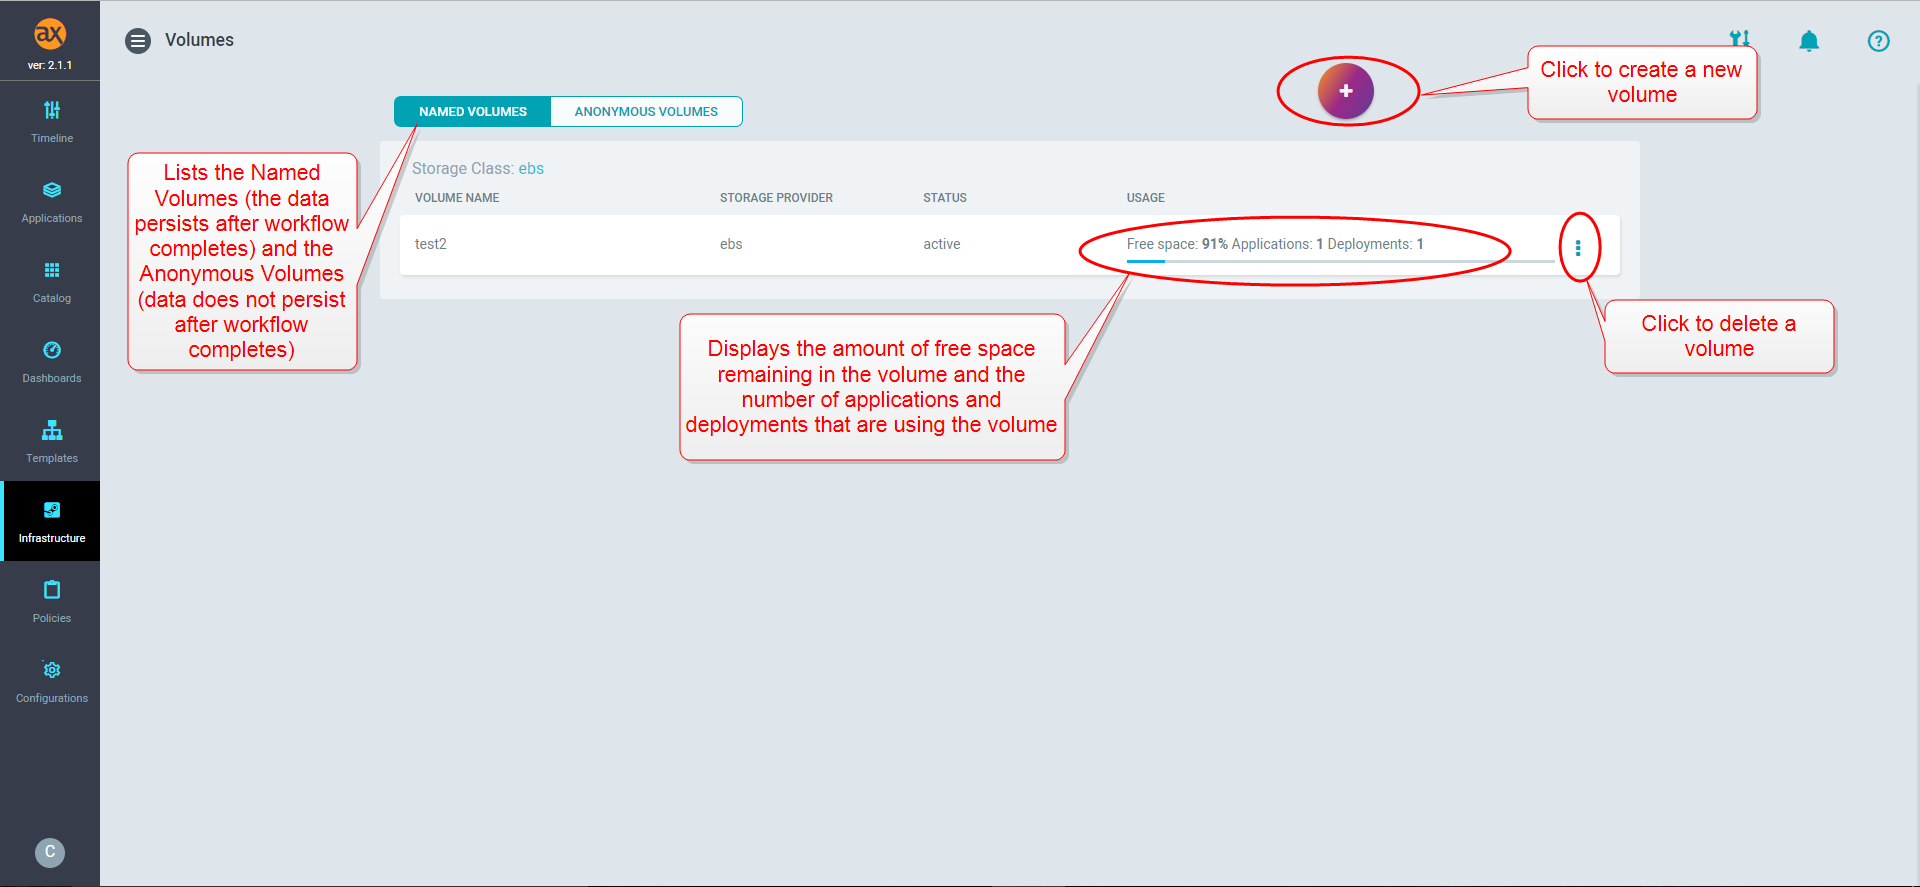 ax
ver: 2.1.1
Timeline
Applications
Catalog
Dashboards
Templates
Infrastructure
Policies
Configurations
C
Volumes
?
+
Click to create a new
volume
NAMED VOLUMES
ANONYMOUS VOLUMES
Lists the Named
Volumes (the data
persists after workflow
completes) and the
Anonymous Volumes
(data does not persist
after workflow
completes)
Storage Class: ebs
VOLUME NAME STORAGE PROVIDER STATUS USAGE
test2 ebs active Free space: 91% Applications: 1 Deployments: 1
Click to delete a
volume
Displays the amount of free space
remaining in the volume and the
number of applications and
deployments that are using the volume